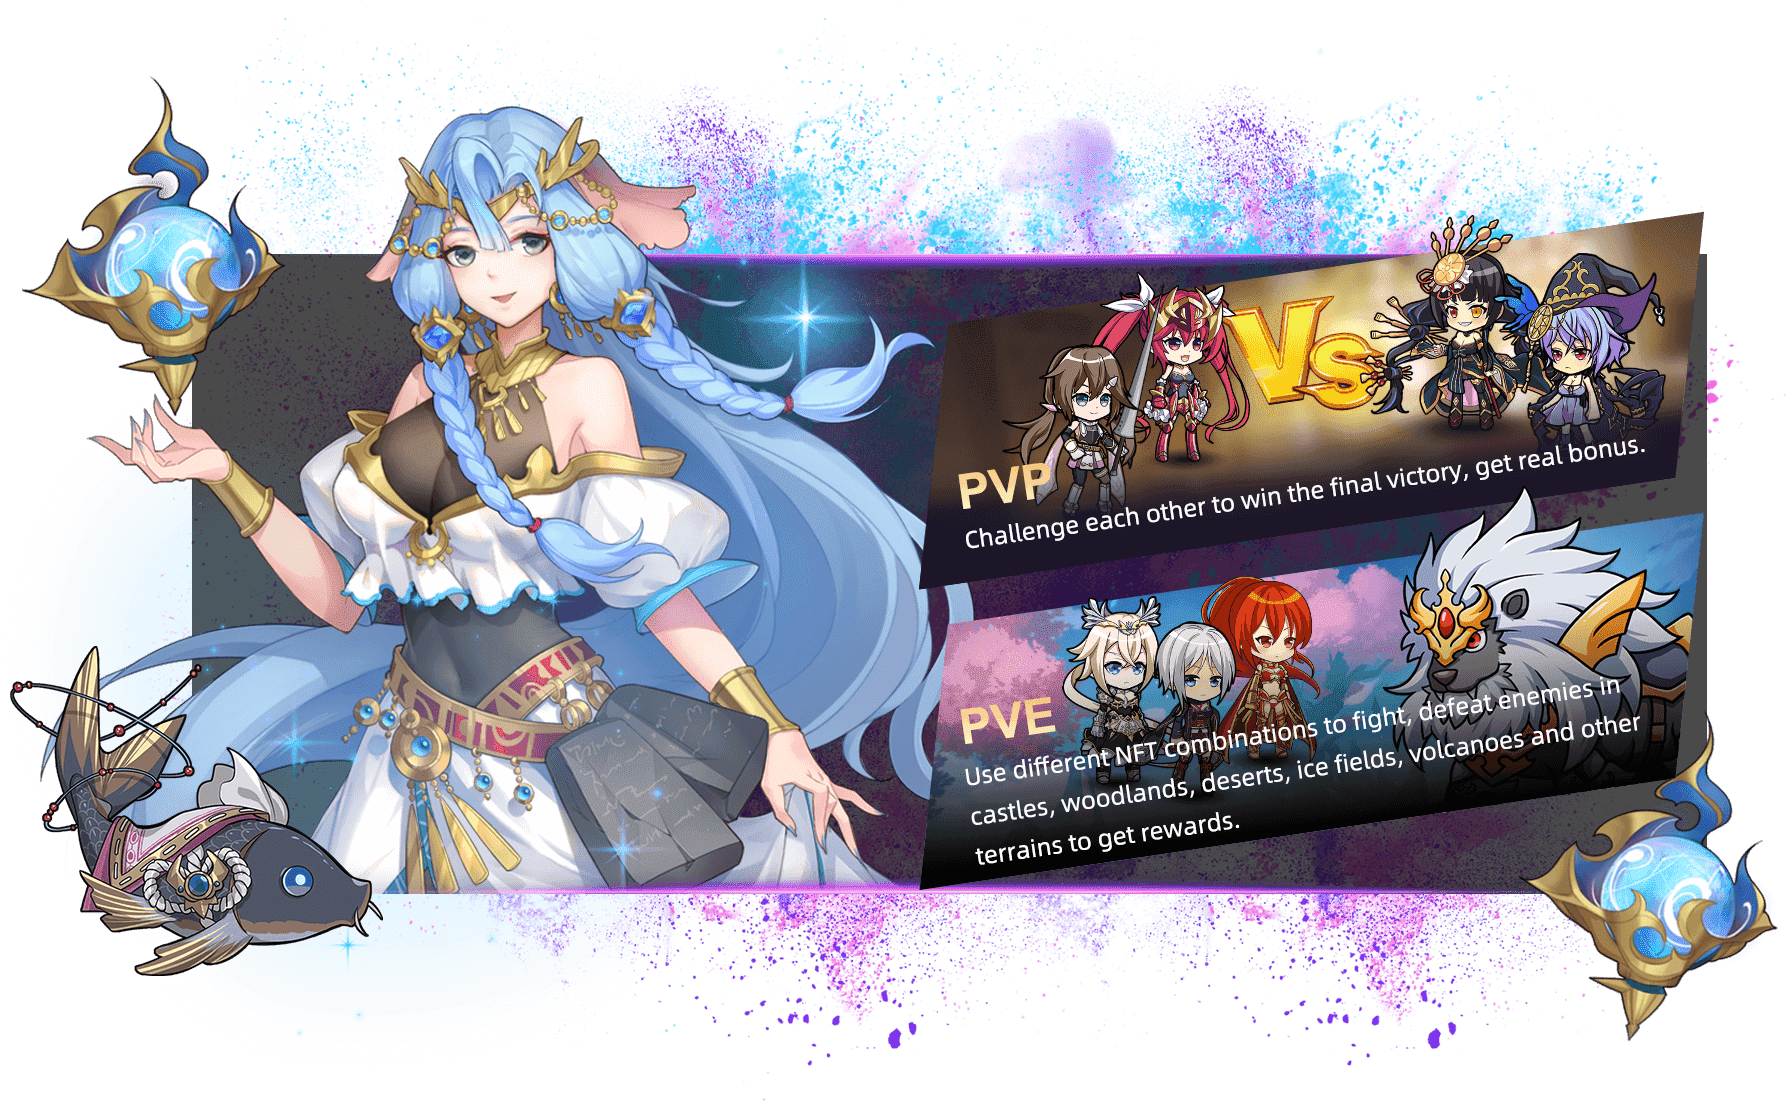 Vs
PVP
Challenge each other to win the final victory, get real bonus.
PVE
Use different NFT combinations to fight, defeat enemies in
castles, woodlands, deserts, ice fields, volcanoes and other
terrains to get rewards.